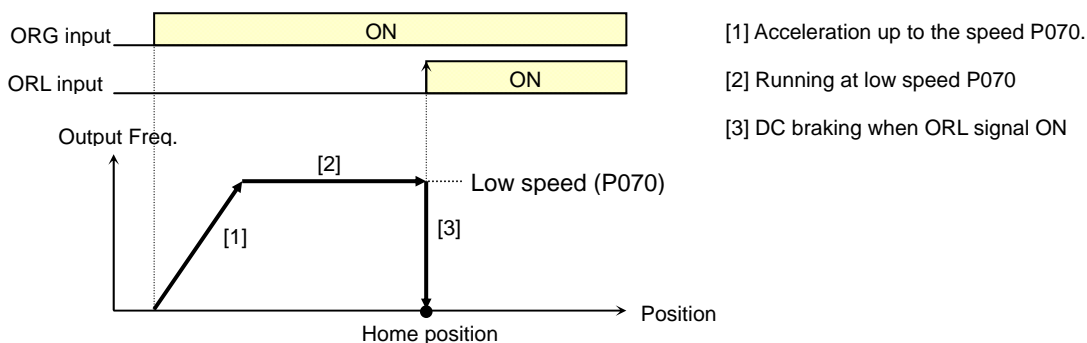 ORG input
ON
[1] Acceleration up to the speed P070.
ORL input
ON
[2] Running at low speed P070
[3] DC braking when ORL signal ON
Output Freq.
[2]
Low speed (P070)
[1]
[3]
Position
Home position